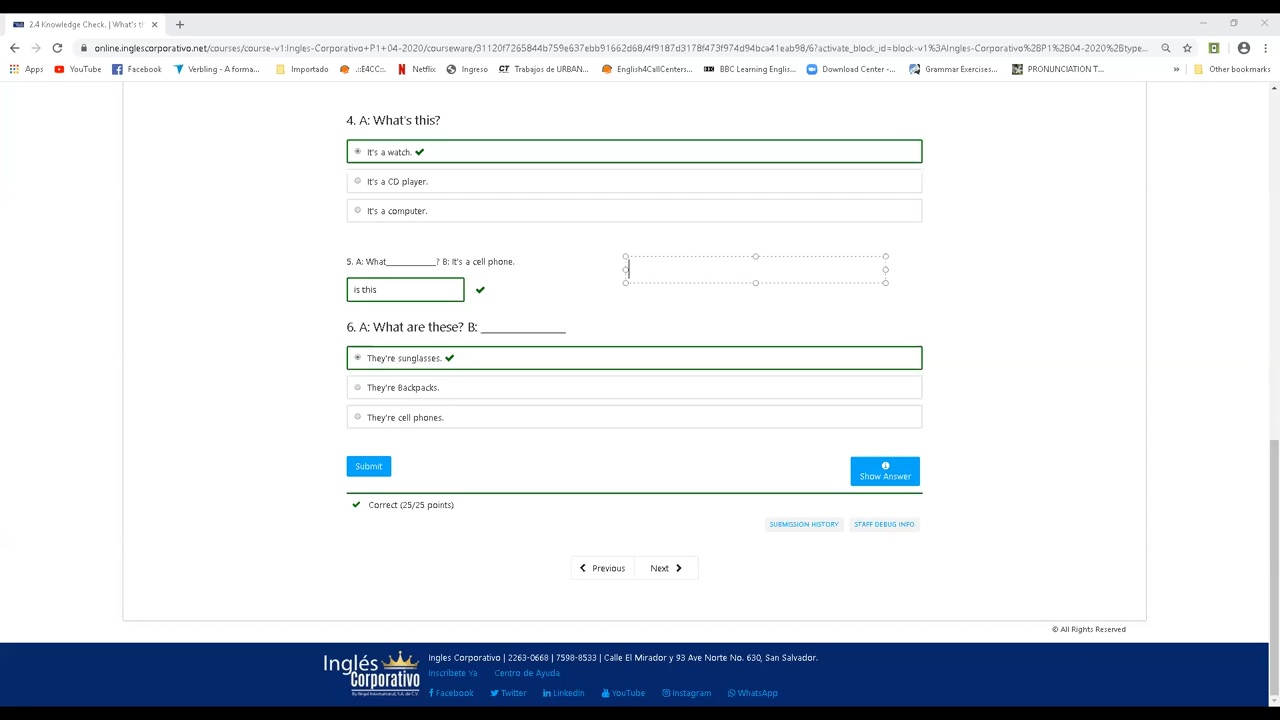 2.4 Knowledge Check. | What's th
online.inglescorporativo.net/courses/course-v1:Ingles-Corporativo+P1+04-2020/courseware/31120f7265844b759e637ebb91662d68/4f9187d3178f473f974d94bca41eab98/6?activate_block_id=block-v1%3AIngles-Corporativo%2BP1%2B04-2020%2Btype...
Apps YouTube Facebook Verbling - A forma... Importado .:::E4CC::. Netflix Ingreso Trabajos de URBAN... English4CallCenters... BBC Learning Englis... Download Center -... Grammar Exercises... PRONUNCIATION T... » Other bookmarks
4. A: What's this?
It's a watch.
It's a CD player.
It's a computer.
5. A: What__________? B: It's a cell phone.
is this
6. A: What are these? B: ______________
They're sunglasses.
They're Backpacks.
They're cell phones.
Submit
Show Answer
Correct (25/25 points)
SUBMISSION HISTORY STAFF DEBUG INFO
Previous Next
© All Rights Reserved
Inglés Corporativo
Ingles Corporativo | 2263-0668 | 7598-8533 | Calle El Mirador y 93 Ave Norte No. 630, San Salvador.
Inscríbete Ya Centro de Ayuda
Facebook Twitter LinkedIn YouTube Instagram WhatsApp